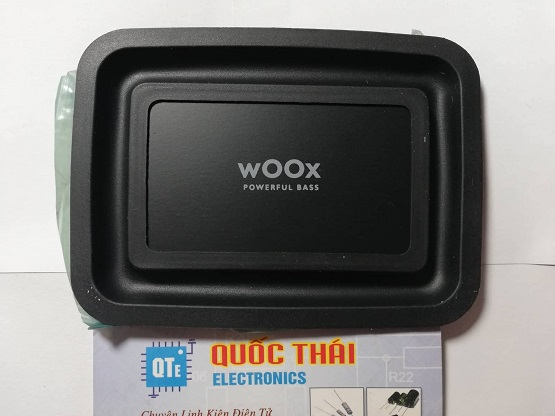 wOOx
POWERFUL BASS
QTE
QUỐC THÁI
ELECTRONICS
R22
Chuyên Linh Kiện Điện Tử